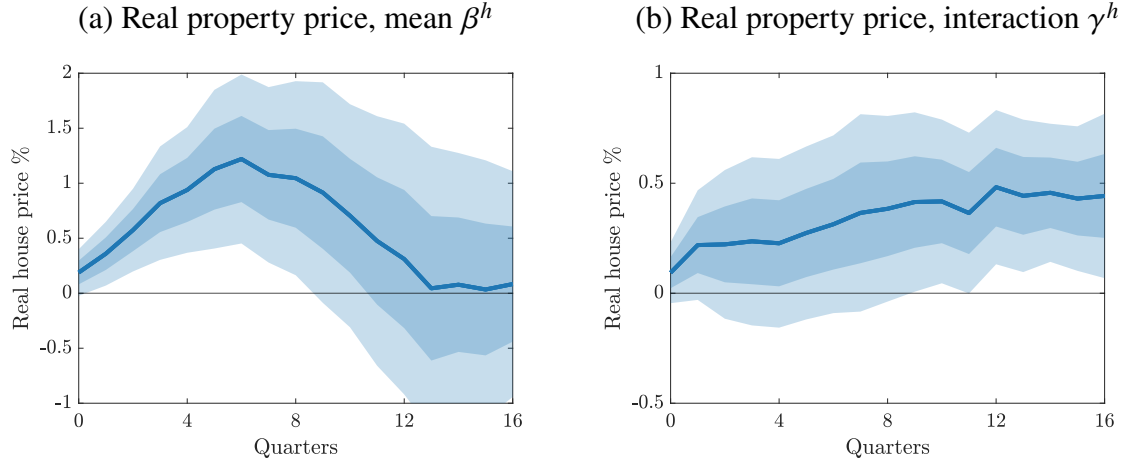 (a) Real property price, mean β^h
Real house price %
2
1.5
1
0.5
0
-0.5
-1
0 4 8 12 16
Quarters
(b) Real property price, interaction γ^h
Real house price %
1
0.5
0
-0.5
0 4 8 12 16
Quarters